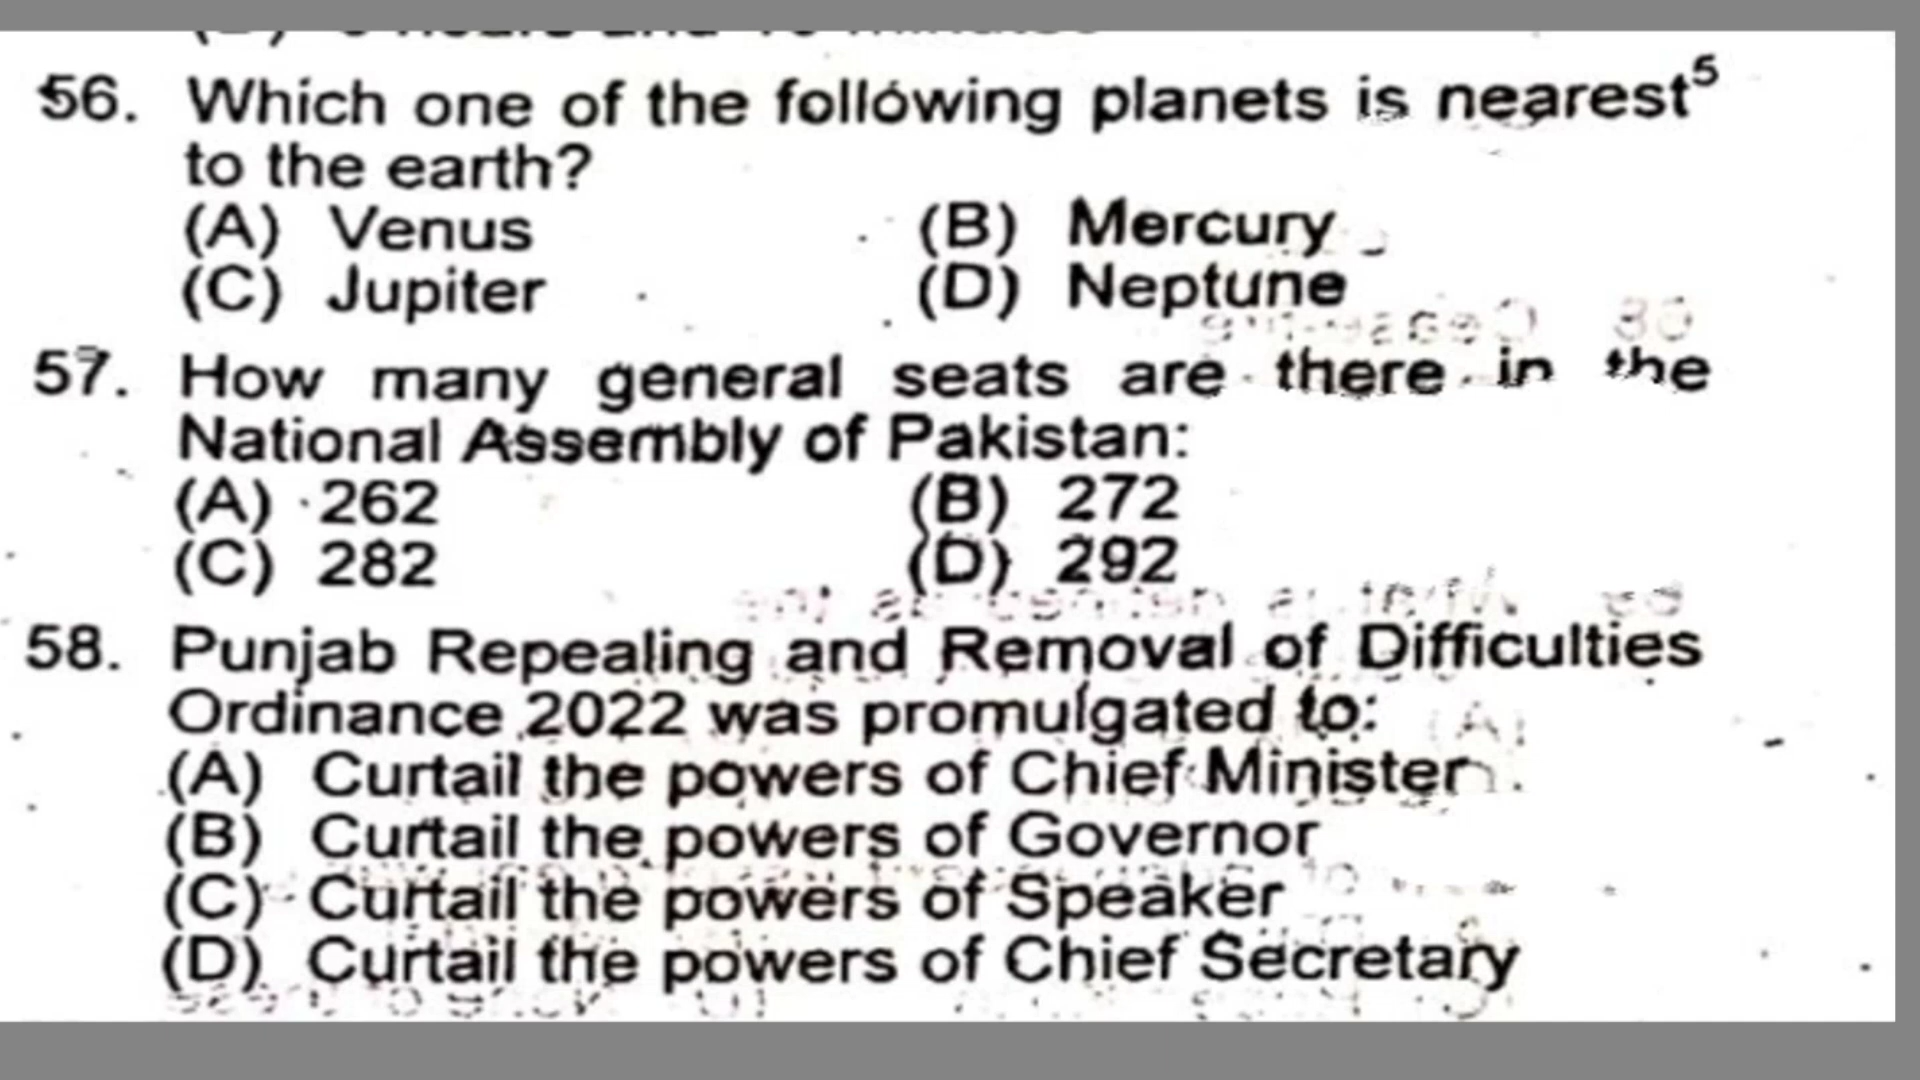 56. Which one of the following planets is nearest5
to the earth?
(A) Venus (B) Mercury
(C) Jupiter (D) Neptune
57. How many general seats are there in the
National Assembly of Pakistan:
(A) 262 (B) 272
(C) 282 (D) 292
58. Punjab Repealing and Removal of Difficulties
Ordinance 2022 was promulgated to:
(A) Curtail the powers of Chief Minister
(B) Curtail the powers of Governor
(C) Curtail the powers of Speaker
(D) Curtail the powers of Chief Secretary